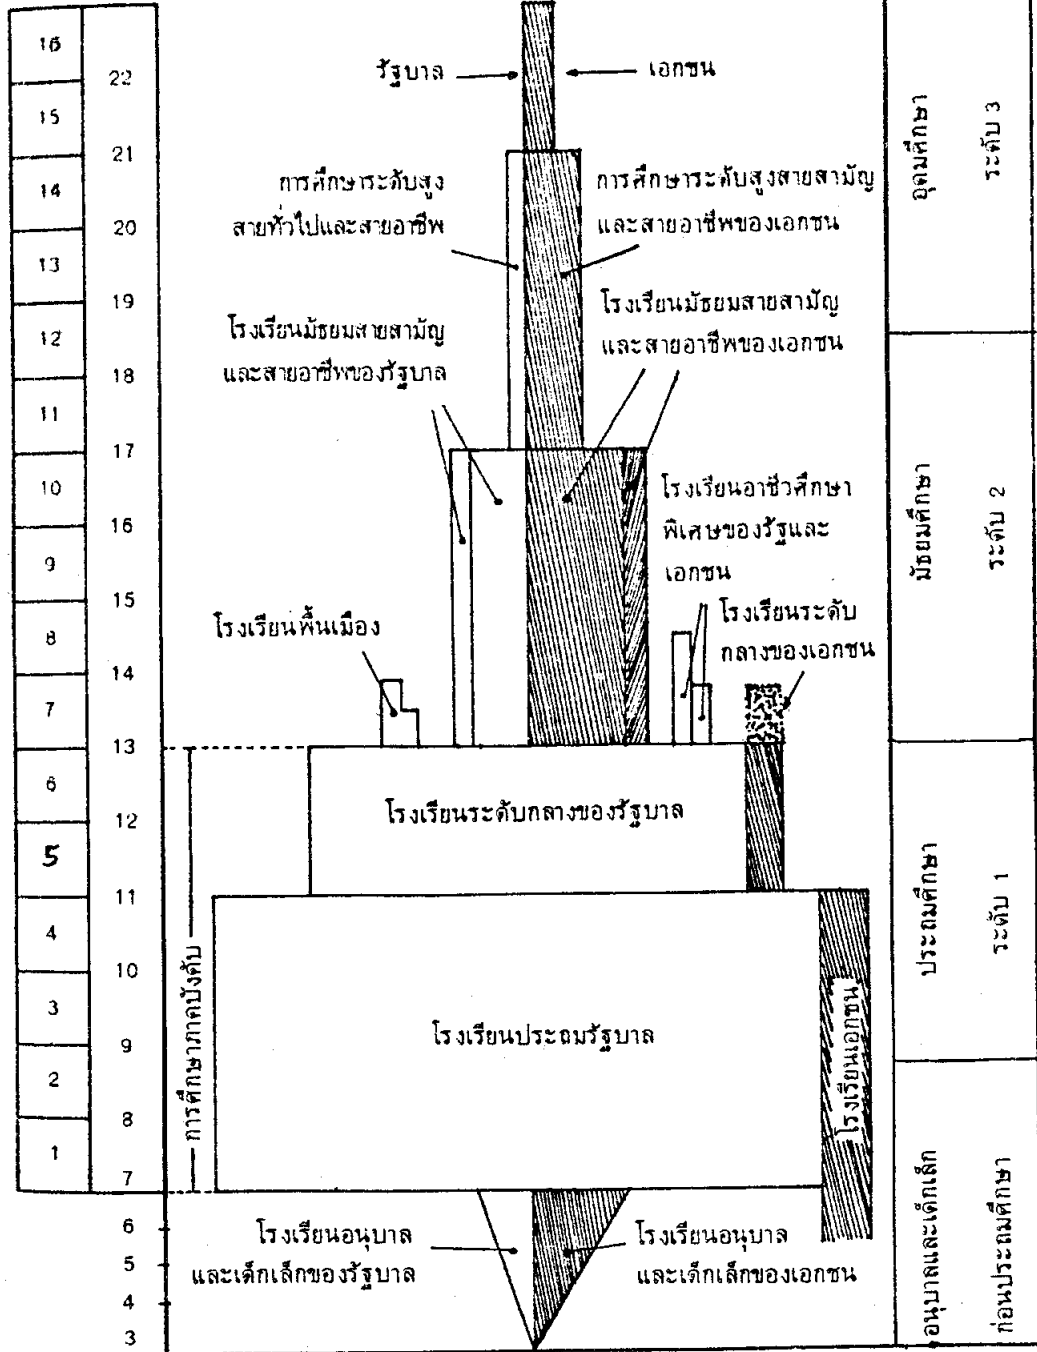 16
22
15
21
14
20
13
19
12
18
11
17
10
16
9
15
8
14
7
13
6
12
5
11
4
10
3
9
2
8
1
7
6
5
4
3
รัฐบาล
เอกชน
การศึกษาระดับสูง
สายทั่วไปและสายอาชีพ
การศึกษาระดับสูงสายสามัญ
และสายอาชีพของเอกชน
โรงเรียนมัธยมสายสามัญ
และสายอาชีพของรัฐบาล
โรงเรียนมัธยมสายสามัญ
และสายอาชีพของเอกชน
โรงเรียนอาชีวศึกษา
พิเศษของรัฐและ
เอกชน
โรงเรียนพื้นเมือง
โรงเรียนระดับ
กลางของเอกชน
โรงเรียนระดับกลางของรัฐบาล
การศึกษาภาคบังคับ
โรงเรียนประถมรัฐบาล
โรงเรียนเอกชน
โรงเรียนอนุบาล
และเด็กเล็กของรัฐบาล
โรงเรียนอนุบาล
และเด็กเล็กของเอกชน
อุดมศึกษา
ระดับ 3
มัธยมศึกษา
ระดับ 2
ประถมศึกษา
ระดับ 1
อนุบาลและเด็กเล็ก
ก่อนประถมศึกษา